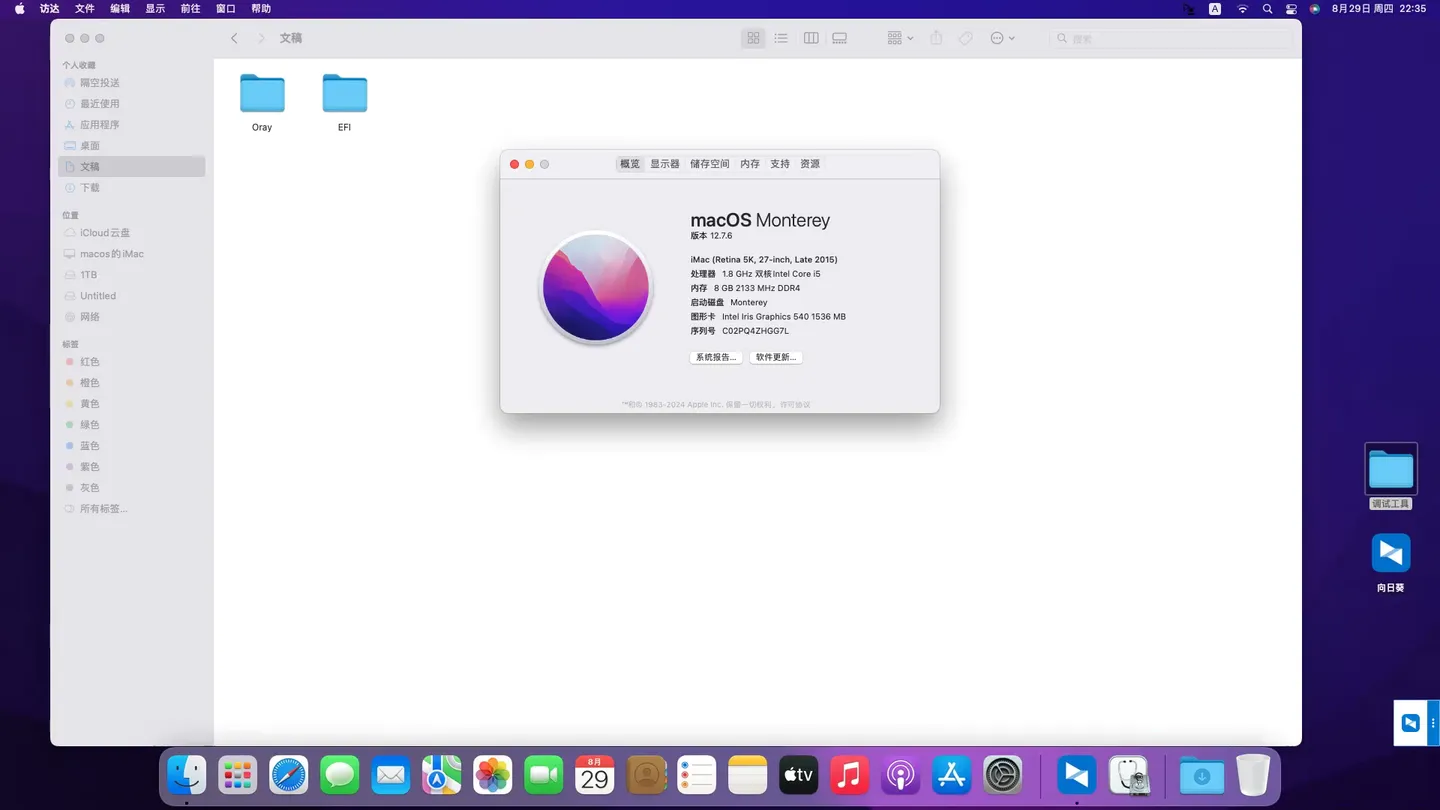 访达 文件 编辑 显示 前往 窗口 帮助
A
8月29日 周四 22:35
文稿
搜索
个人收藏
隔空投送
最近使用
应用程序
桌面
文稿
下载
位置
iCloud云盘
macos的iMac
1TB
Untitled
网络
标签
红色
橙色
黄色
绿色
蓝色
紫色
灰色
所有标签...
Oray
EFI
概览 显示器 储存空间 内存 支持 资源
macOS Monterey
版本 12.7.6
iMac (Retina 5K, 27-inch, Late 2015)
处理器 1.8 GHz 双核Intel Core i5
内存 8 GB 2133 MHz DDR4
启动磁盘 Monterey
图形卡 Intel Iris Graphics 540 1536 MB
序列号 C02PQ4ZHGG7L
系统报告... 软件更新...
™和© 1983-2024 Apple Inc. 保留一切权利。许可协议
调试工具
向日葵
8月
29
tv